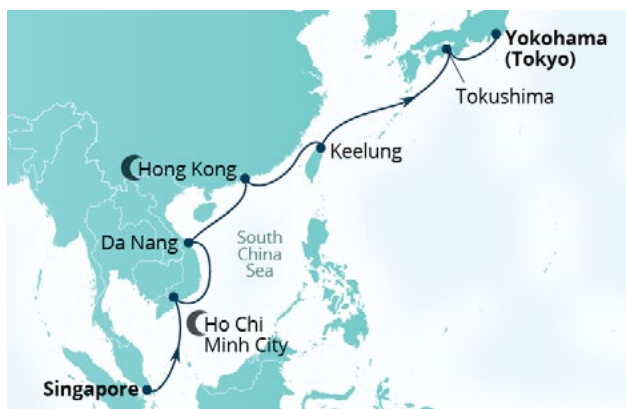 Yokohama
(Tokyo)
Tokushima
Keelung
Hong Kong
Da Nang
South
China
Sea
Ho Chi
Minh City
Singapore